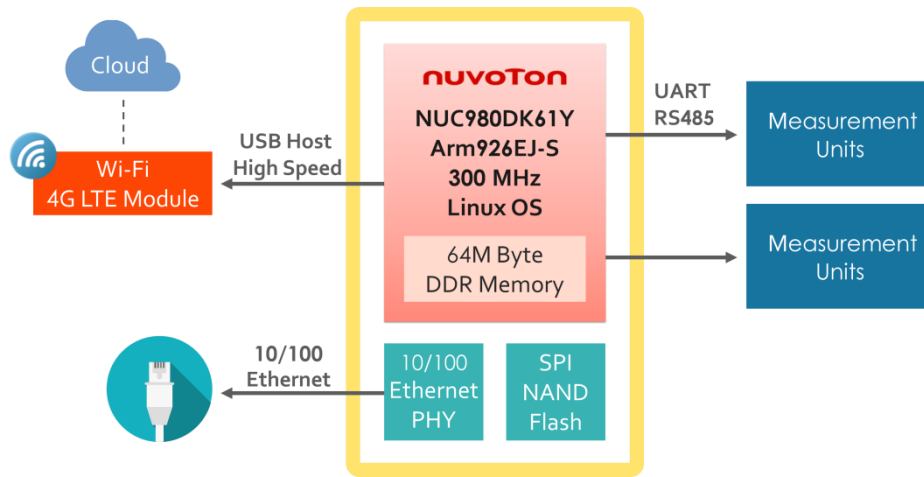 Cloud
Wi-Fi
4G LTE Module
USB Host
High Speed
nuvoTon
NUC980DK61Y
Arm926EJ-S
300 MHz
Linux OS
64M Byte
DDR Memory
UART
RS485
Measurement
Units
Measurement
Units
10/100
Ethernet
10/100
Ethernet
PHY
SPI
NAND
Flash